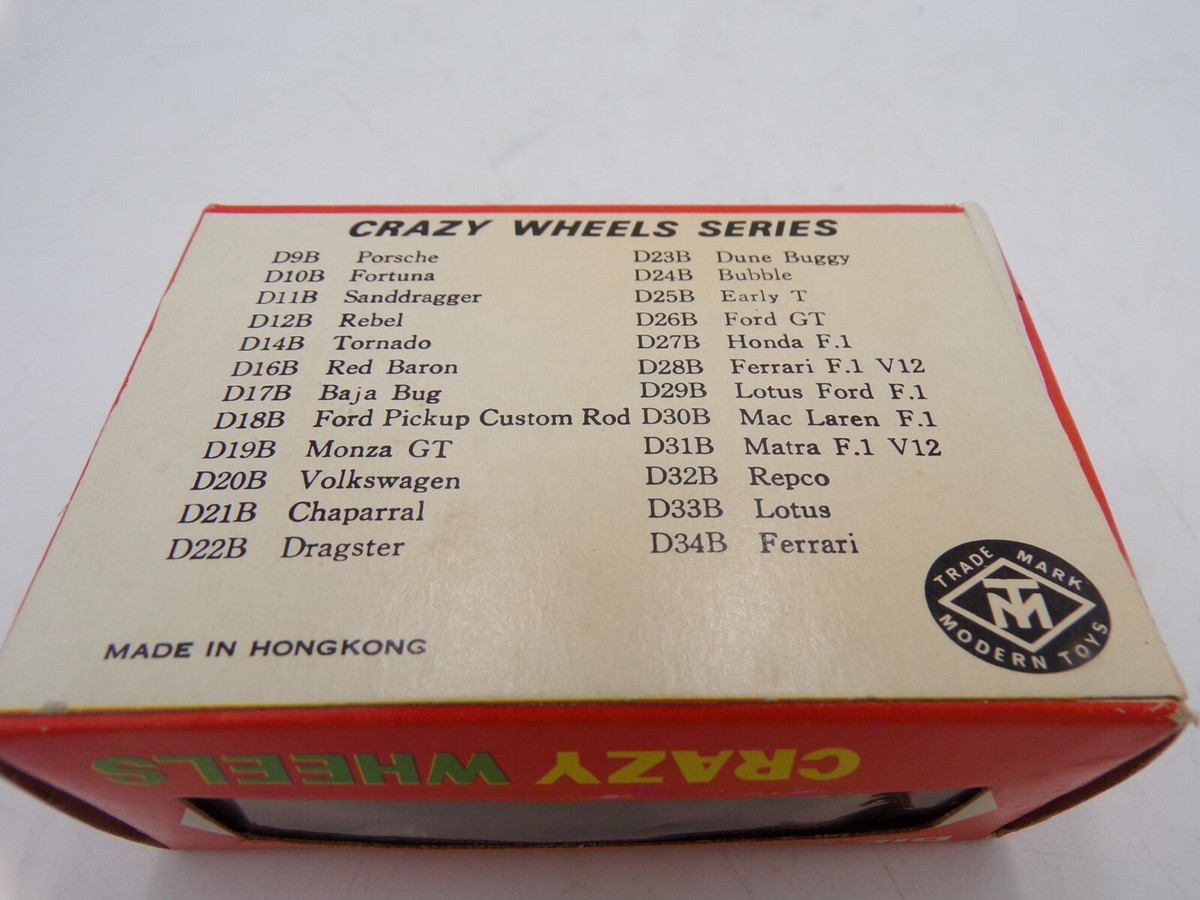 CRAZY WHEELS SERIES
D9B Porsche
D10B Fortuna
D11B Sanddragger
D12B Rebel
D14B Tornado
D16B Red Baron
D17B Baja Bug
D18B Ford Pickup Custom Rod
D19B Monza GT
D20B Volkswagen
D21B Chaparral
D22B Dragster
D23B Dune Buggy
D24B Bubble
D25B Early T
D26B Ford GT
D27B Honda F.1
D28B Ferrari F.1 V12
D29B Lotus Ford F.1
D30B Mac Laren F.1
D31B Matra F.1 V12
D32B Repco
D33B Lotus
D34B Ferrari
MADE IN HONGKONG
TRADE MARK
TM
MODERN TOYS
CRAZY WHEELS